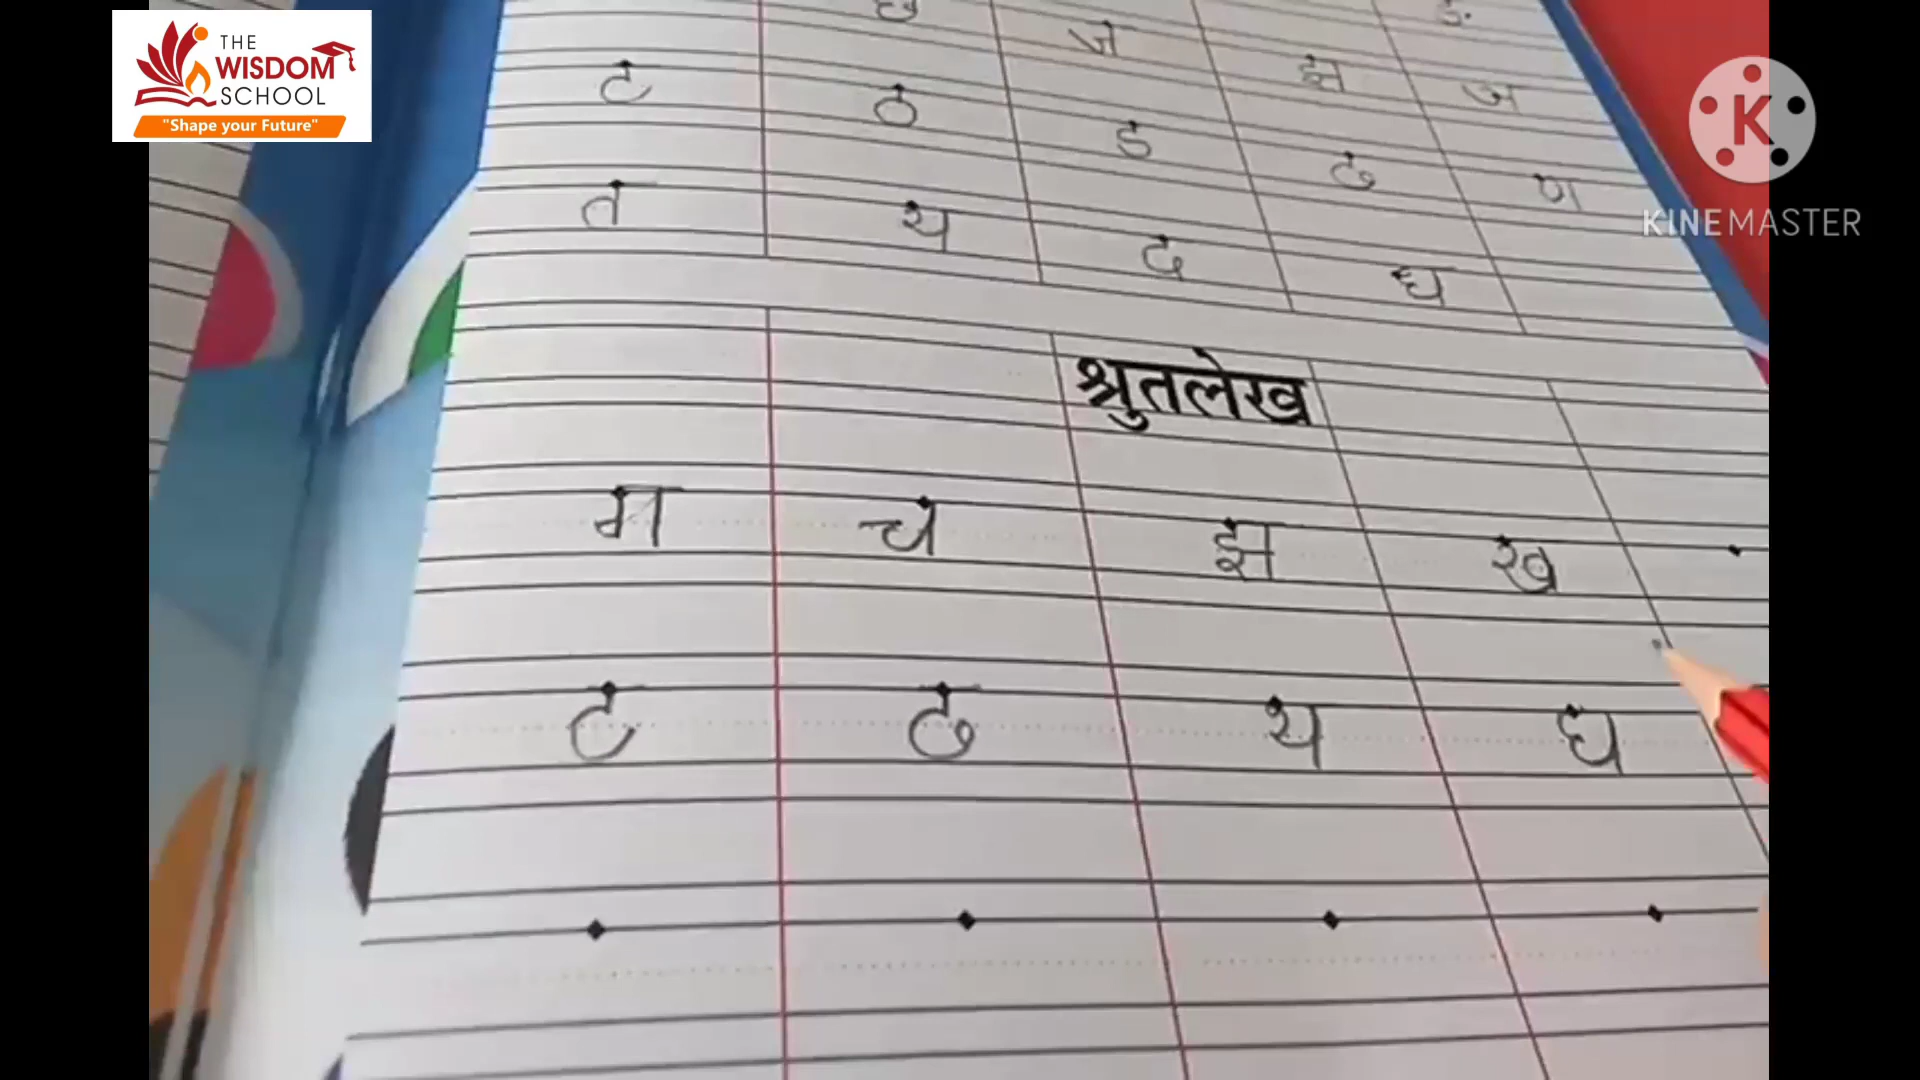 THE
WISDOM
SCHOOL
"Shape your Future"
K
KINEMASTER
छ ज झ ञ
ट ठ ड ढ ण
त थ द ध
श्रुतलेख
म च झ ख
ट ढ थ ध